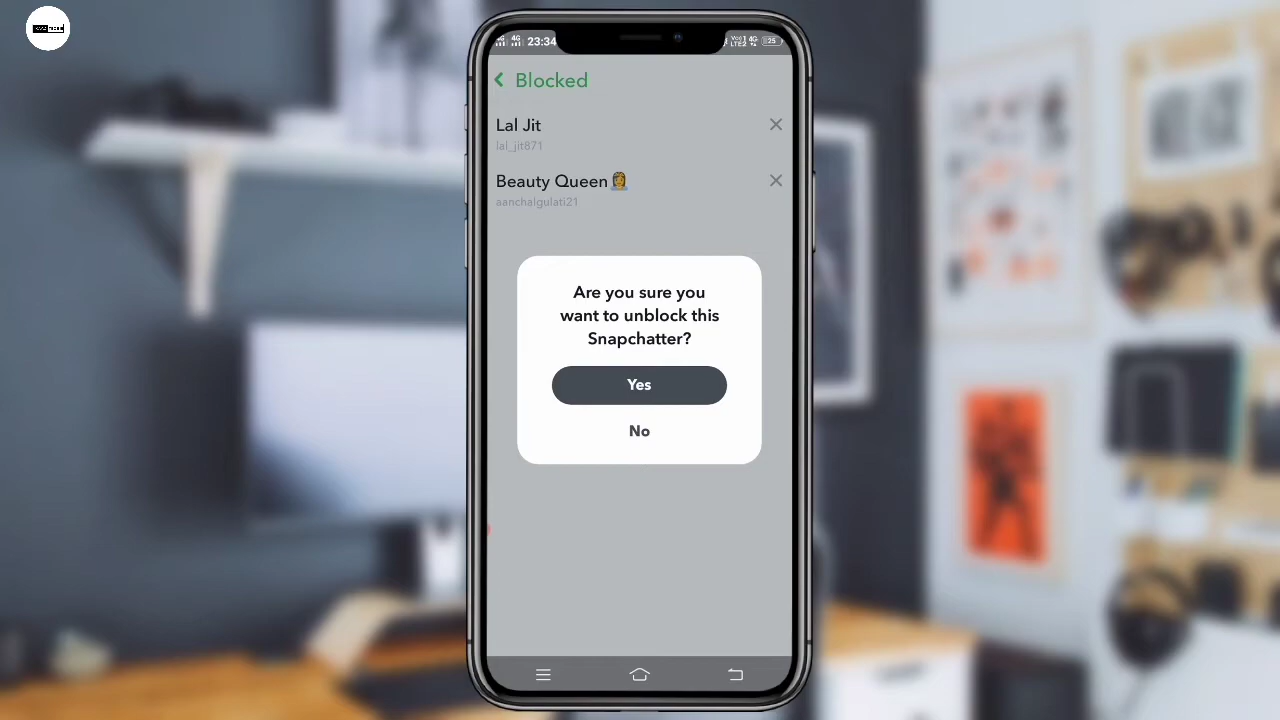 23:34
25
Blocked
Lal Jit
lal_jit871
Beauty Queen👸
aanchalgulati21
Are you sure you
want to unblock this
Snapchatter?
Yes
No